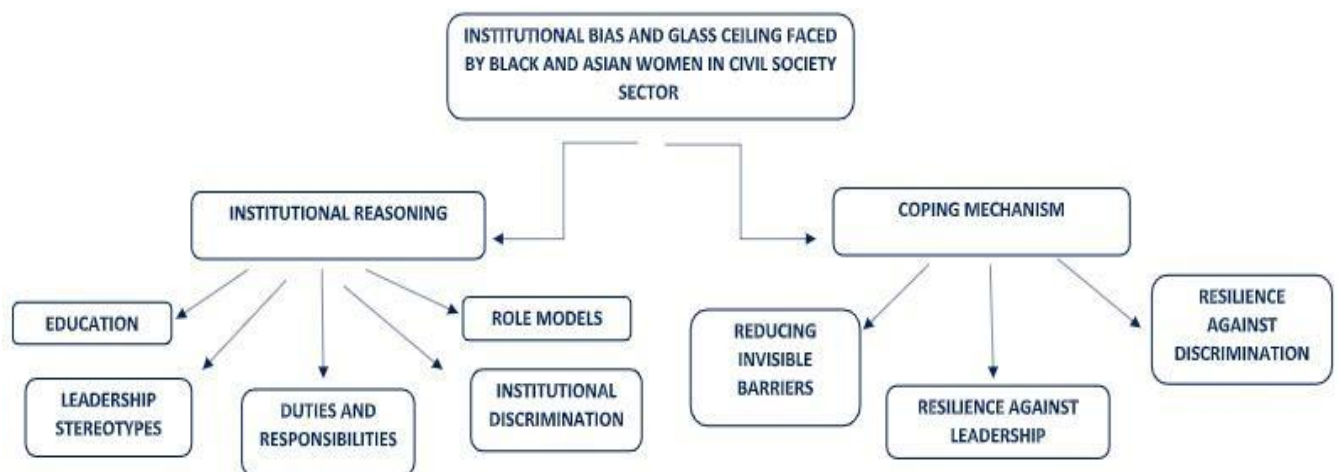 INSTITUTIONAL BIAS AND GLASS CEILING FACED
BY BLACK AND ASIAN WOMEN IN CIVIL SOCIETY
SECTOR
INSTITUTIONAL REASONING
COPING MECHANISM
EDUCATION
LEADERSHIP
STEREOTYPES
DUTIES AND
RESPONSIBILITIES
ROLE MODELS
INSTITUTIONAL
DISCRIMINATION
REDUCING
INVISIBLE
BARRIERS
RESILIENCE AGAINST
LEADERSHIP
RESILIENCE
AGAINST
DISCRIMINATION